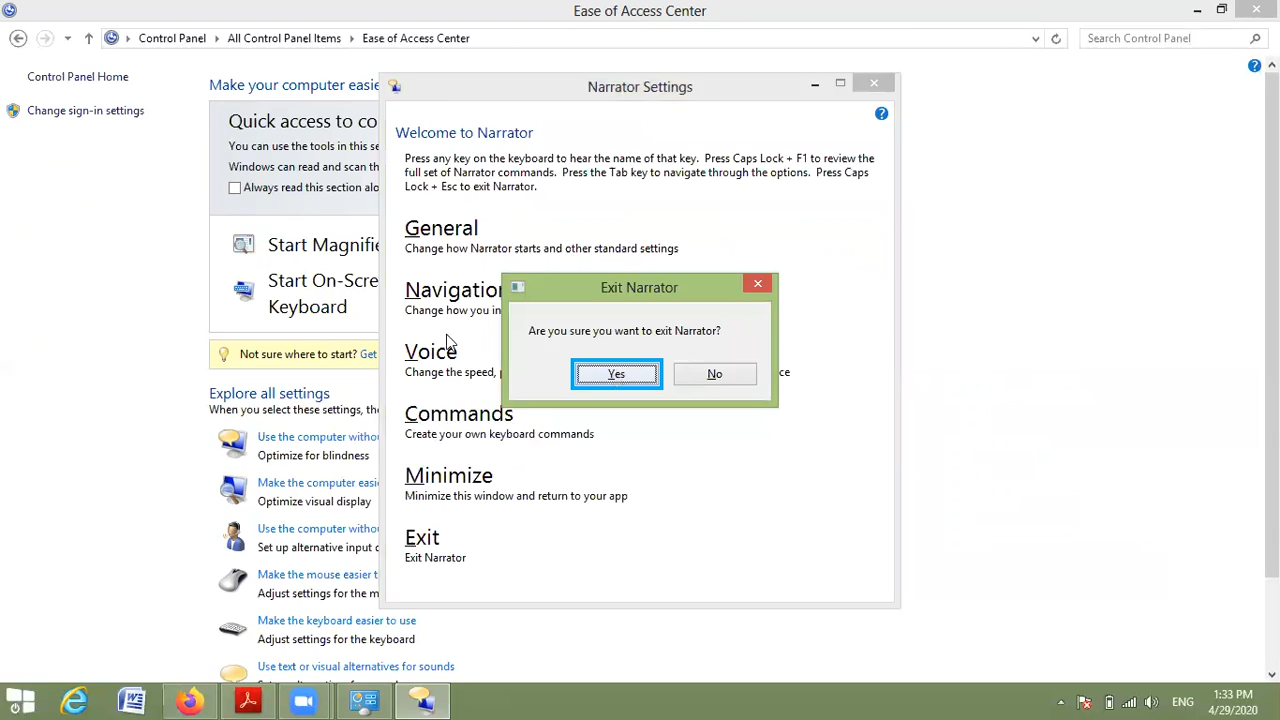 Ease of Access Center
Control Panel
All Control Panel Items
Ease of Access Center
Search Control Panel
Control Panel Home
Change sign-in settings
Make your computer easie
Quick access to co
You can use the tools in this se
Windows can read and scan the
Always read this section alo
Start Magnifie
Start On-Scre
Keyboard
Not sure where to start? Get
Explore all settings
When you select these settings, the
Use the computer withou
Optimize for blindness
Make the computer easie
Optimize visual display
Use the computer withou
Set up alternative input d
Make the mouse easier t
Adjust settings for the m
Make the keyboard easier to use
Adjust settings for the keyboard
Use text or visual alternatives for sounds
Narrator Settings
Welcome to Narrator
Press any key on the keyboard to hear the name of that key. Press Caps Lock + F1 to review the
full set of Narrator commands. Press the Tab key to navigate through the options. Press Caps
Lock + Esc to exit Narrator.
General
Change how Narrator starts and other standard settings
Navigation
Change how you in
Voice
Change the speed, p
ce
Commands
Create your own keyboard commands
Minimize
Minimize this window and return to your app
Exit
Exit Narrator
Exit Narrator
Are you sure you want to exit Narrator?
Yes
No
ENG
1:33 PM
4/29/2020